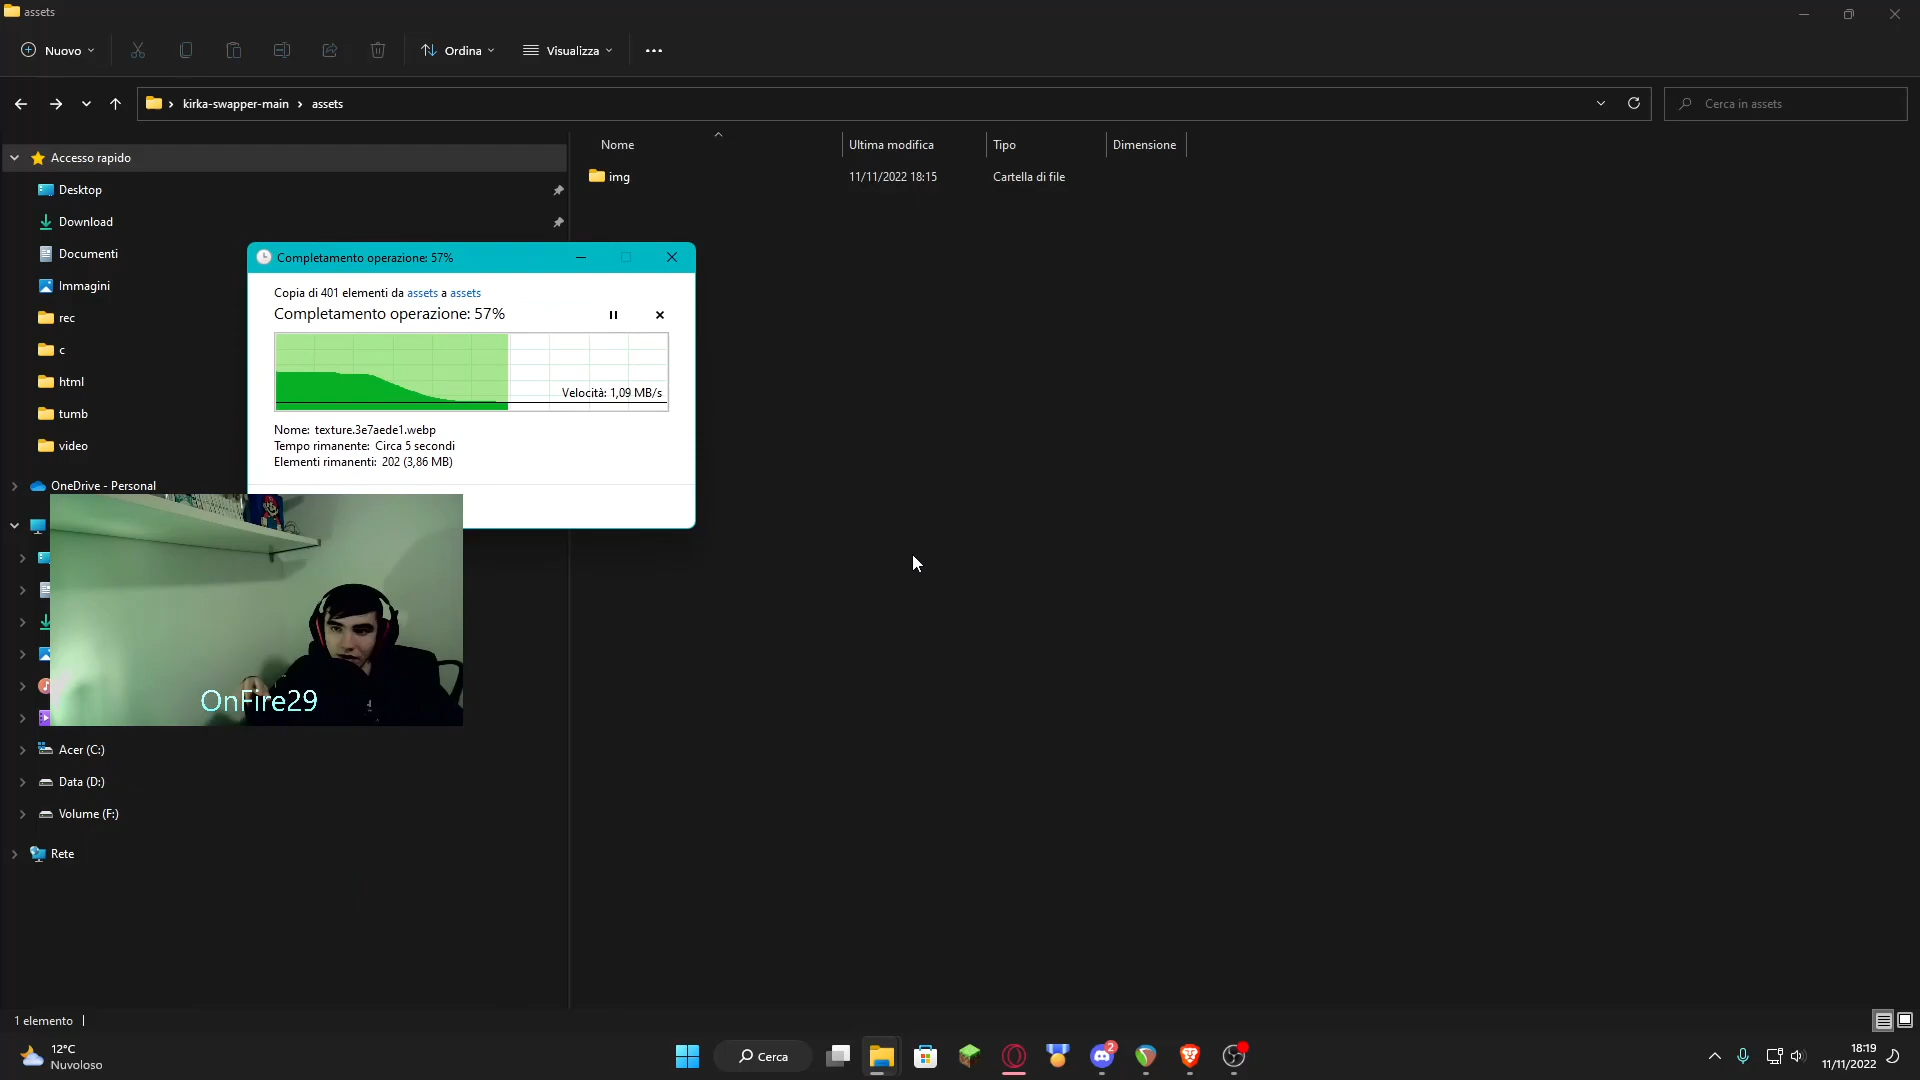 assets
Nuovo
Ordina
Visualizza
kirka-swapper-main
assets
Cerca in assets
Nome
Ultima modifica
Tipo
Dimensione
img
11/11/2022 18:15
Cartella di file
Accesso rapido
Desktop
Download
Documenti
Immagini
rec
c
html
tumb
video
OneDrive - Personal
Completamento operazione: 57%
Copia di 401 elementi da assets a assets
Completamento operazione: 57%
Velocità: 1,09 MB/s
Nome: texture.3e7aede1.webp
Tempo rimanente: Circa 5 secondi
Elementi rimanenti: 202 (3,86 MB)
OnFire29
Acer (C:)
Data (D:)
Volume (F:)
Rete
1 elemento
12°C
Nuvoloso
Cerca
2
18:19
11/11/2022